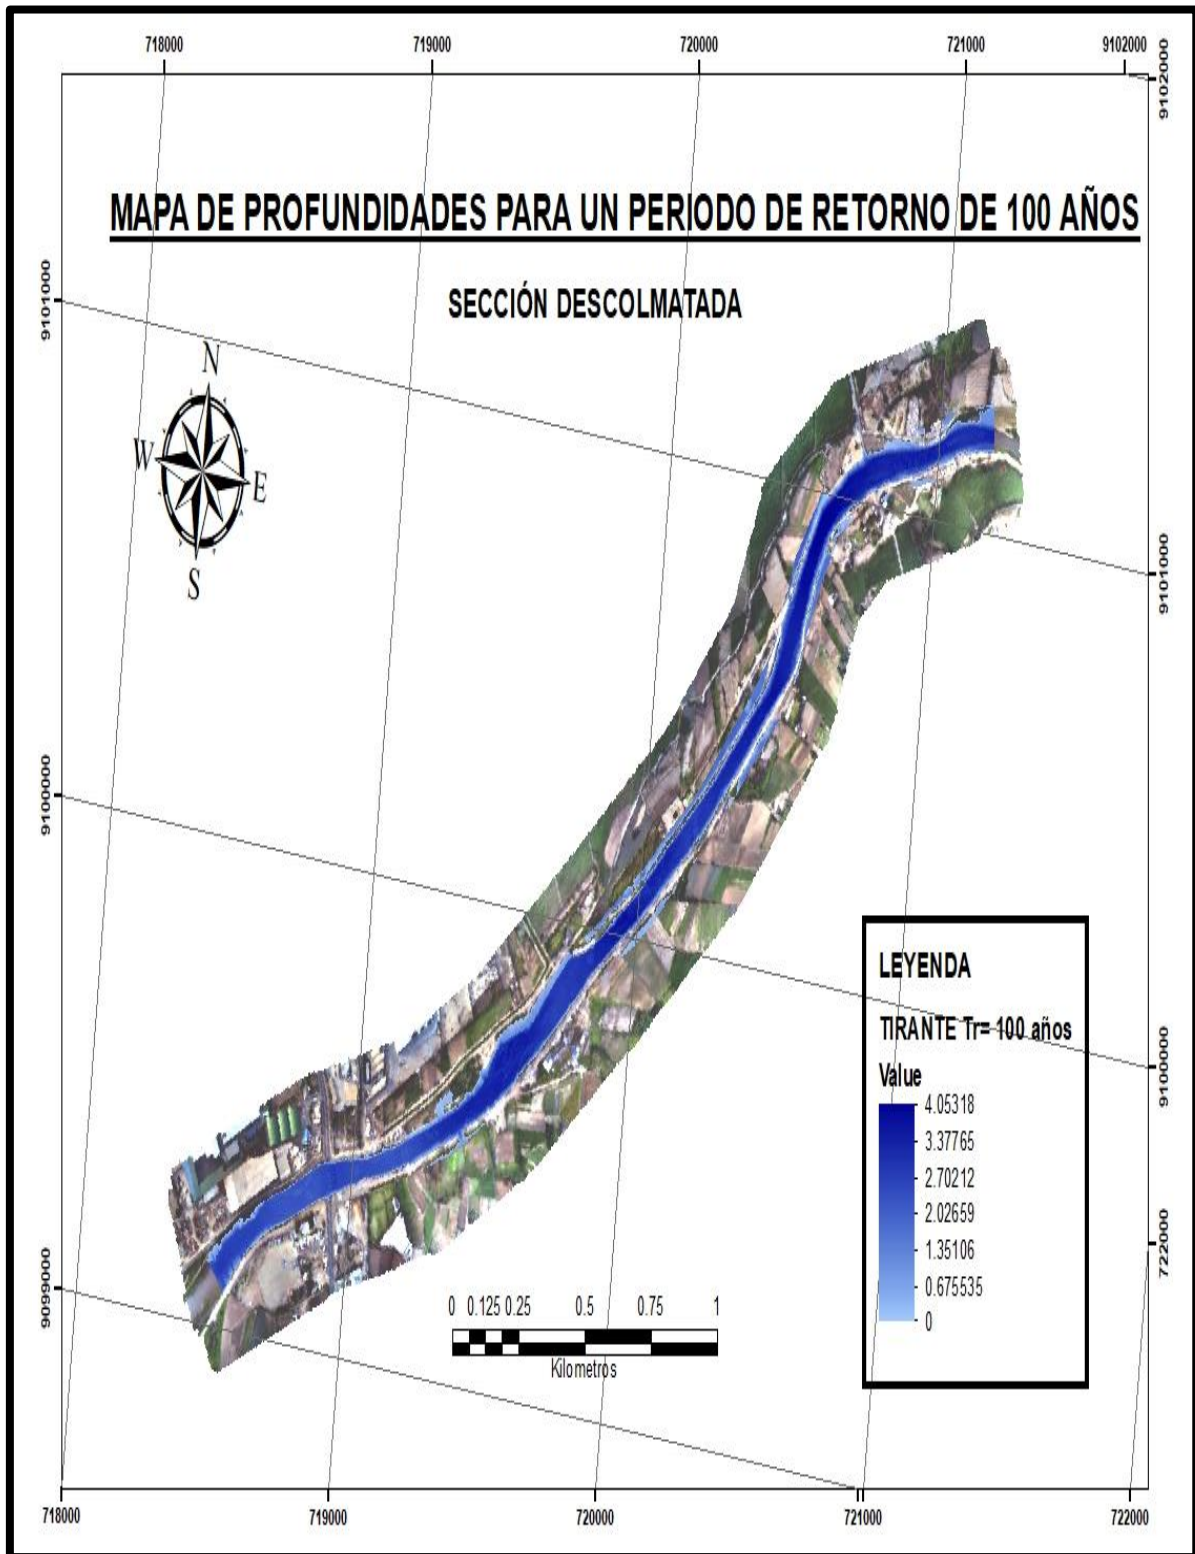 718000 719000 720000 721000 9102000
9102000
MAPA DE PROFUNDIDADES PARA UN PERIODO DE RETORNO DE 100 AÑOS
SECCIÓN DESCOLMATADA
9101000
N
W E
S
9101000
9100000
LEYENDA
TIRANTE Tr= 100 años
Value
4.05318
3.37765
2.70212
2.02659
1.35106
0.675535
0
9100000
722000
9099000
0 0.125 0.25 0.5 0.75 1
Kilometros
718000 719000 720000 721000 722000